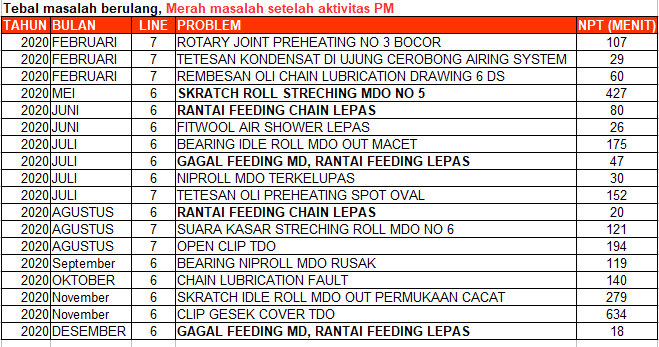 Tebal masalah berulang, Merah masalah setelah aktivitas PM
TAHUN BULAN LINE PROBLEM NPT (MENIT)
2020 FEBRUARI 7 ROTARY JOINT PREHEATING NO 3 BOCOR 107
2020 FEBRUARI 7 TETESAN KONDENSAT DI UJUNG CEROBONG AIRING SYSTEM 29
2020 FEBRUARI 7 REMBESAN OLI CHAIN LUBRICATION DRAWING 6 DS 60
2020 MEI 6 SKRATCH ROLL STRECHING MDO NO 5 427
2020 JUNI 6 RANTAI FEEDING CHAIN LEPAS 80
2020 JUNI 6 FITWOOL AIR SHOWER LEPAS 26
2020 JULI 6 BEARING IDLE ROLL MDO OUT MACET 175
2020 JULI 6 GAGAL FEEDING MD, RANTAI FEEDING LEPAS 47
2020 JULI 6 NIPROLL MDO TERKELUPAS 30
2020 JULI 7 TETESAN OLI PREHEATING SPOT OVAL 152
2020 AGUSTUS 6 RANTAI FEEDING CHAIN LEPAS 20
2020 AGUSTUS 7 SUARA KASAR STRECHING ROLL MDO NO 6 121
2020 AGUSTUS 7 OPEN CLIP TDO 194
2020 September 6 BEARING NIPROLL MDO RUSAK 119
2020 OKTOBER 6 CHAIN LUBRICATION FAULT 140
2020 November 6 SKRATCH IDLE ROLL MDO OUT PERMUKAAN CACAT 279
2020 November 6 CLIP GESEK COVER TDO 634
2020 DESEMBER 6 GAGAL FEEDING MD, RANTAI FEEDING LEPAS 18